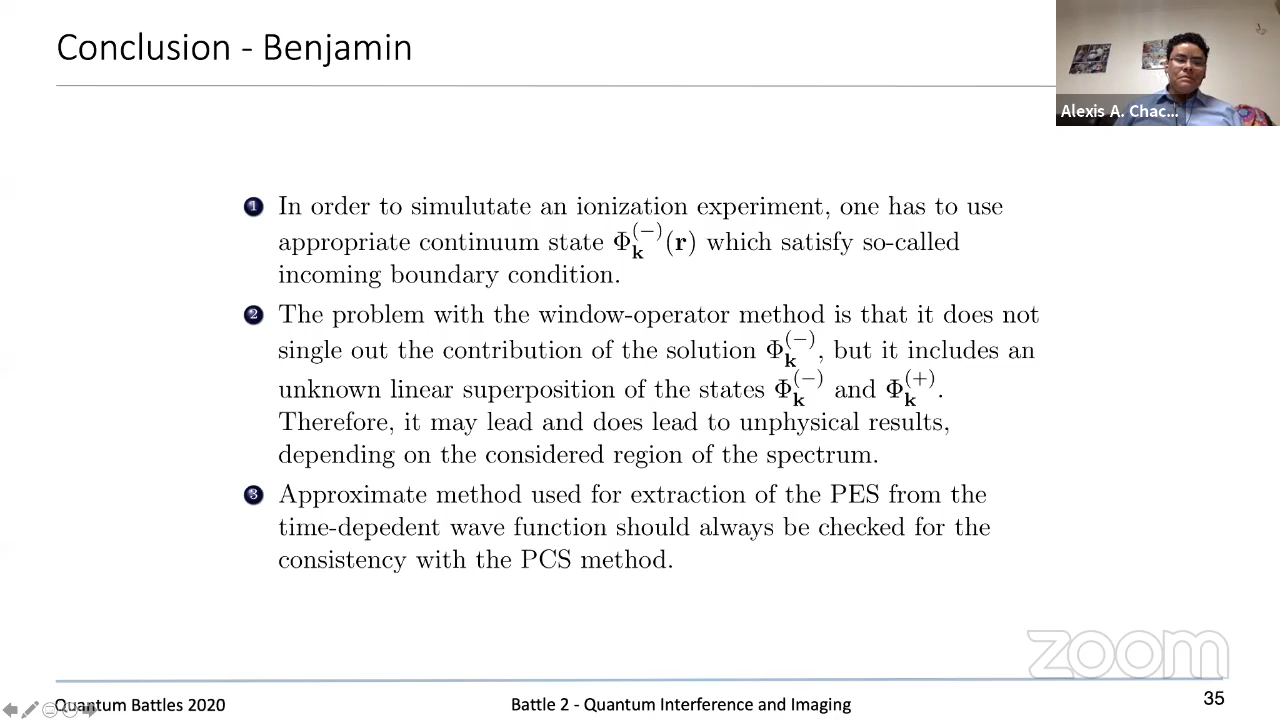 Conclusion - Benjamin
Alexis A. Chac...
1 In order to simulutate an ionization experiment, one has to use
appropriate continuum state Φ𝐤^(−)(𝐫) which satisfy so-called
incoming boundary condition.
2 The problem with the window-operator method is that it does not
single out the contribution of the solution Φ𝐤^(−), but it includes an
unknown linear superposition of the states Φ𝐤^(−) and Φ𝐤^(+).
Therefore, it may lead and does lead to unphysical results,
depending on the considered region of the spectrum.
3 Approximate method used for extraction of the PES from the
time-depedent wave function should always be checked for the
consistency with the PCS method.
zoom
Quantum Battles 2020
Battle 2 - Quantum Interference and Imaging
35